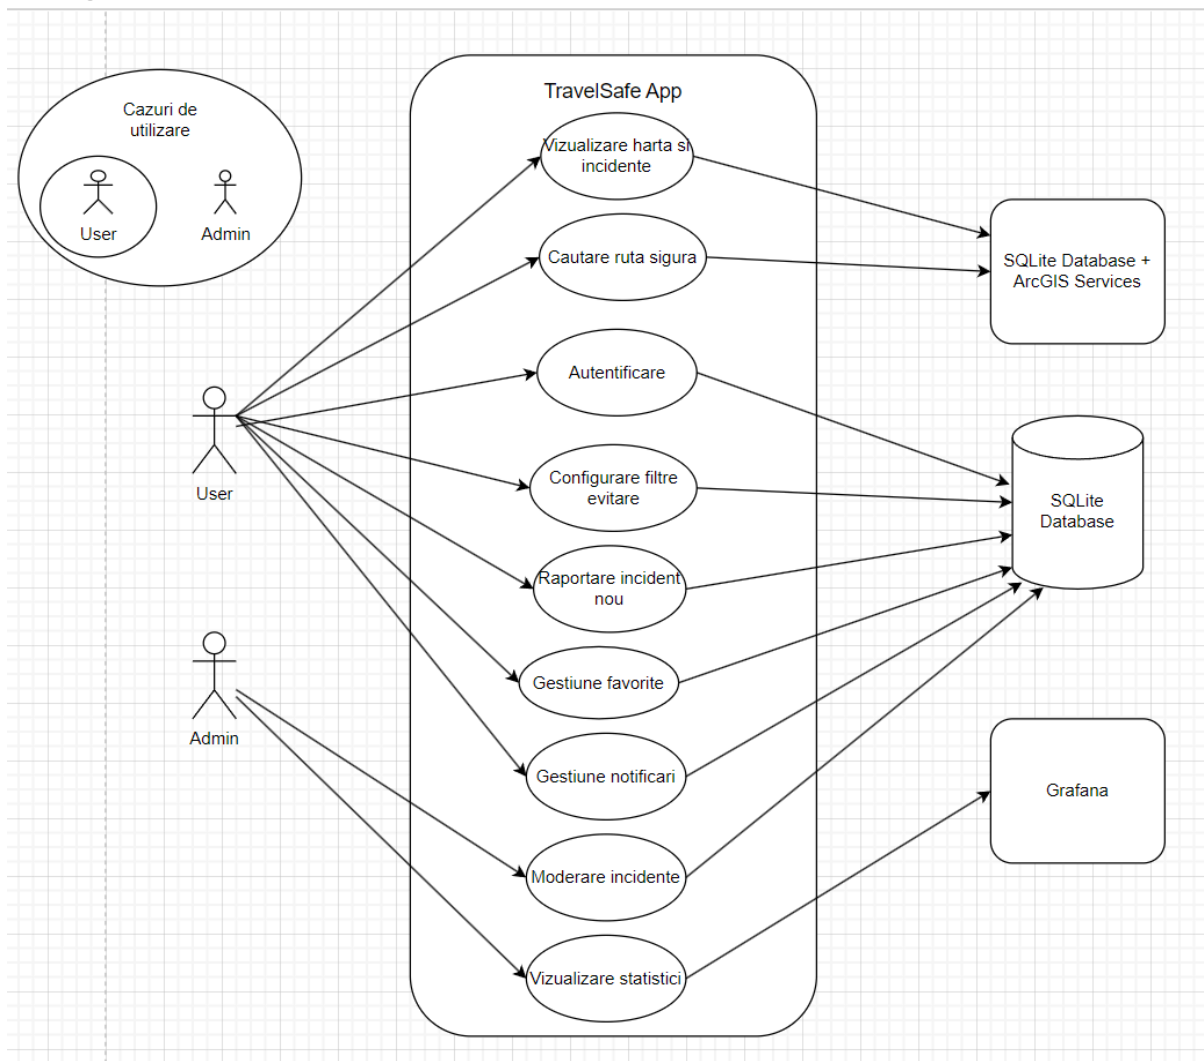 Cazuri de
utilizare
User
Admin
TravelSafe App
Vizualizare harta si
incidente
Cautare ruta sigura
Autentificare
Configurare filtre
evitare
Raportare incident
nou
Gestiune favorite
Gestiune notificari
Moderare incidente
Vizualizare statistici
User
Admin
SQLite Database +
ArcGIS Services
SQLite
Database
Grafana